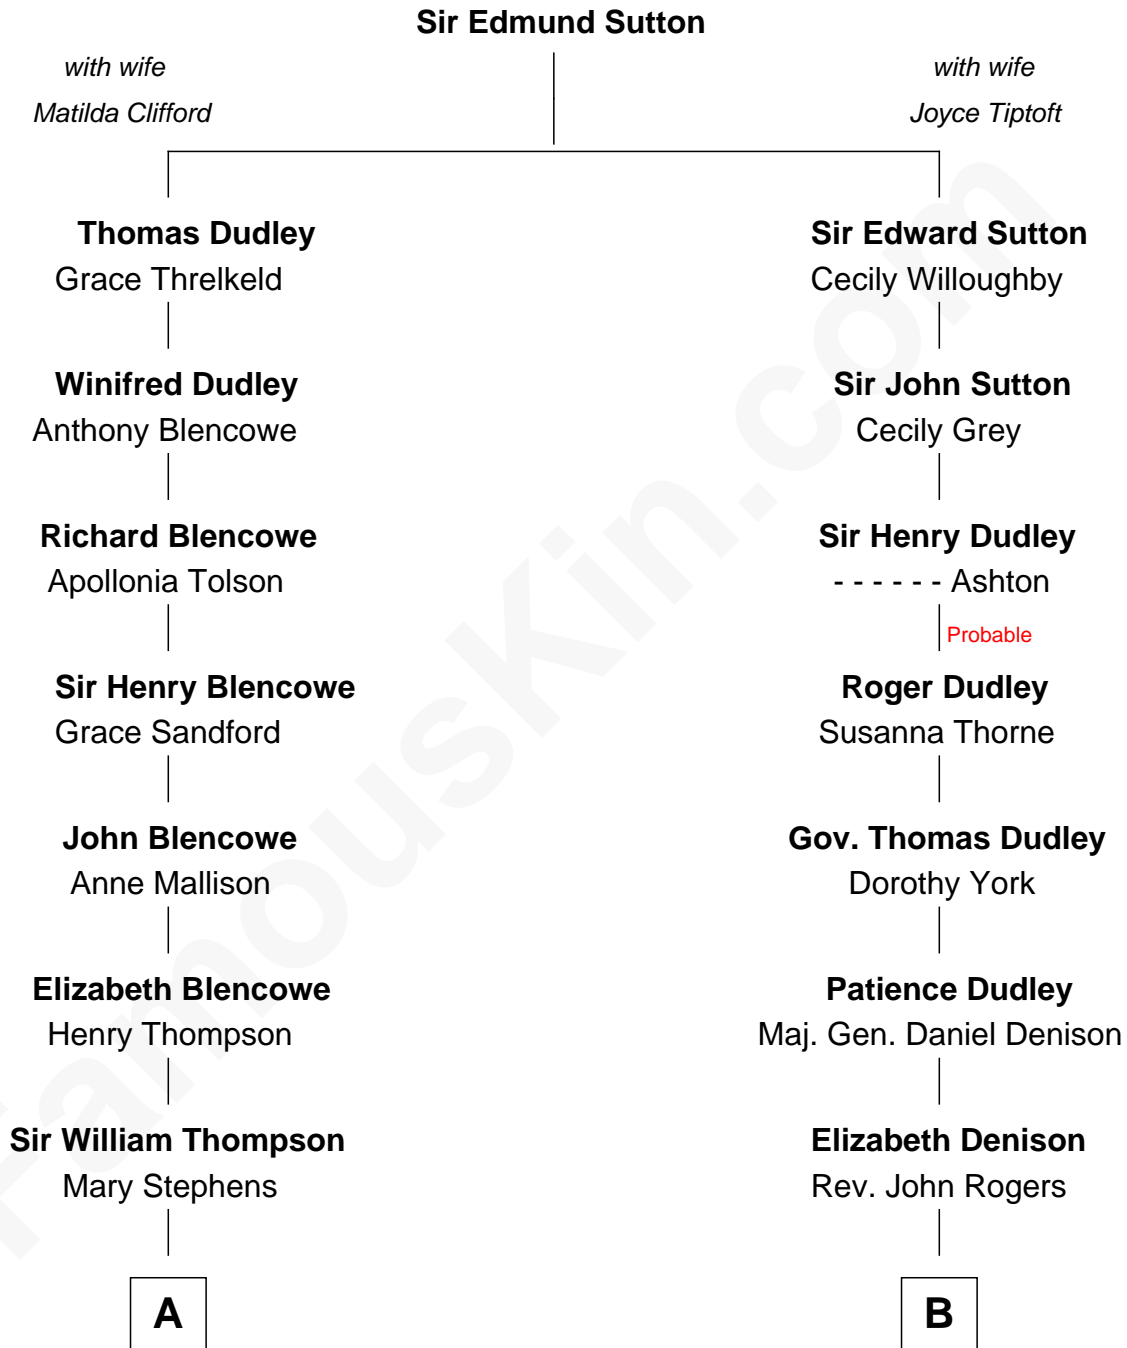 Sir Edmund Sutton
with wife
Matilda Clifford
with wife
Joyce Tiptoft
Thomas Dudley
Grace Threlkeld
Sir Edward Sutton
Cecily Willoughby
Winifred Dudley
Anthony Blencowe
Sir John Sutton
Cecily Grey
Richard Blencowe
Apollonia Tolson
Sir Henry Dudley
- - - - - - Ashton
Probable
Sir Henry Blencowe
Grace Sandford
Roger Dudley
Susanna Thorne
John Blencowe
Anne Mallison
Gov. Thomas Dudley
Dorothy York
Elizabeth Blencowe
Henry Thompson
Patience Dudley
Maj. Gen. Daniel Denison
Sir William Thompson
Mary Stephens
Elizabeth Denison
Rev. John Rogers
A
B
FamousKin.com